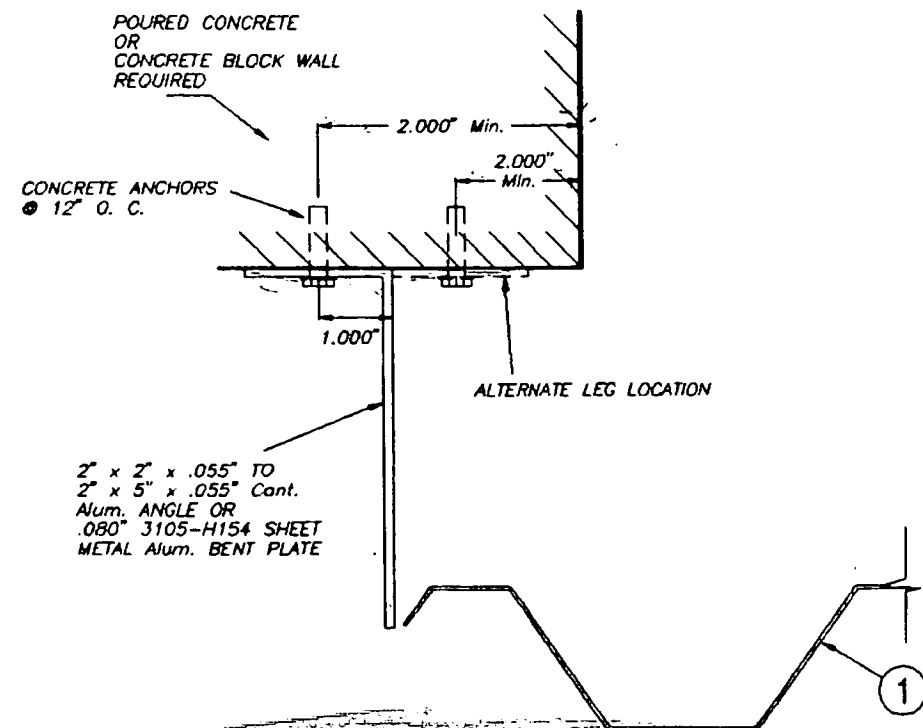 POURED CONCRETE
OR
CONCRETE BLOCK WALL
REQUIRED
2.000" Min.
2.000"
Min.
CONCRETE ANCHORS
@ 12" O. C.
1.000"
ALTERNATE LEG LOCATION
2" x 2" x .055" TO
2" x 5" x .055" Cont.
Alum. ANGLE OR
.080" 3105-H154 SHEET
METAL Alum. BENT PLATE
1